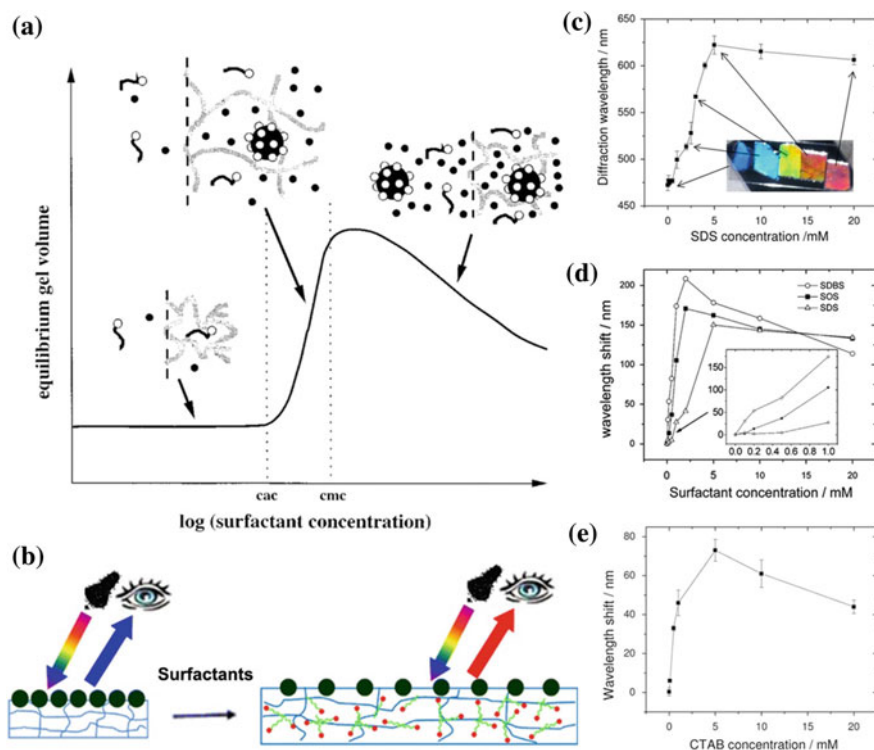 (a)
equilibrium gel volume
cac
cmc
log (surfactant concentration)
(b)
Surfactants
(c)
Diffraction wavelength / nm
650
600
550
500
450
0
5
10
15
20
SDS concentration /mM
(d)
wavelength shift / nm
200
150
100
50
0
SDBS
SOS
SDS
150
100
50
0
0.0 0.2 0.4 0.6 0.8 1.0
0
5
10
15
20
Surfactant concentration / mM
(e)
Wavelength shift / nm
80
60
40
20
0
0
5
10
15
20
CTAB concentration / mM